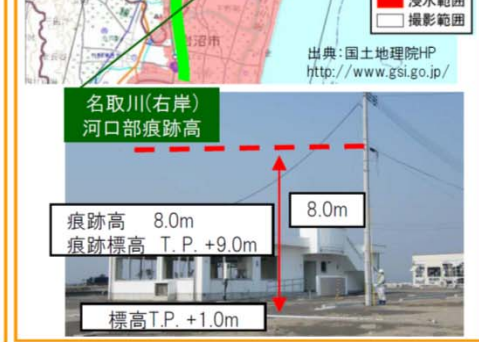 浸水範囲
撮影範囲
岩沼市
出典：国土地理院HP
http://www.gsi.go.jp/
名取川(右岸)
河口部痕跡高
痕跡高　8.0m
痕跡標高　T.P. +9.0m
8.0m
標高T.P. +1.0m